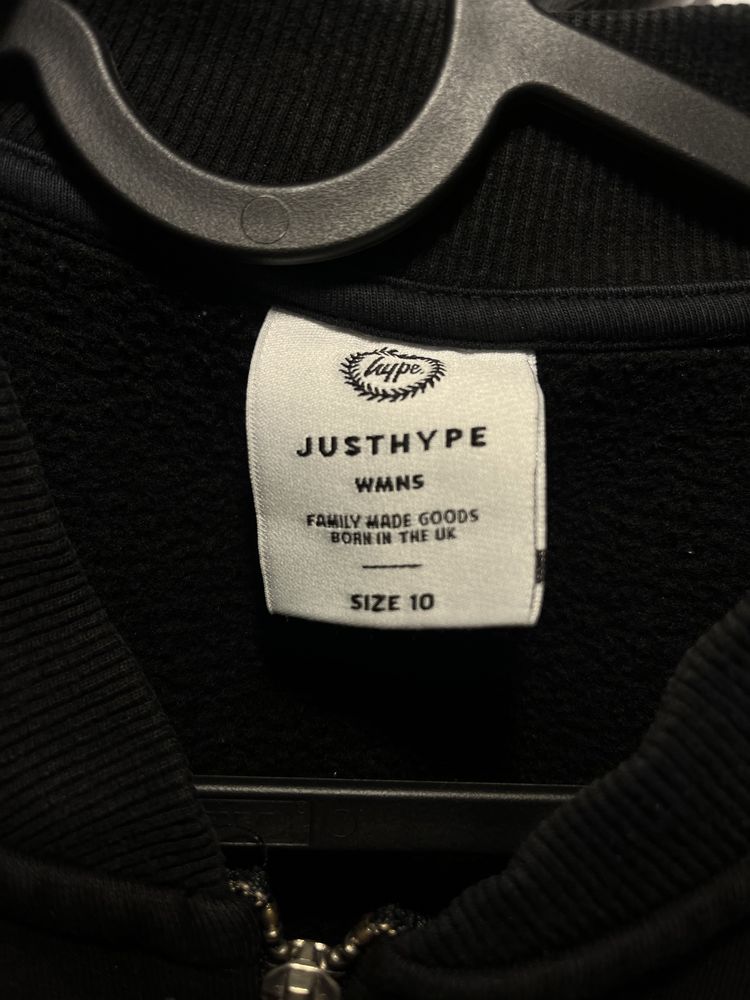 hype.
JUSTHYPE
WMNS
FAMILY MADE GOODS
BORN IN THE UK
SIZE 10